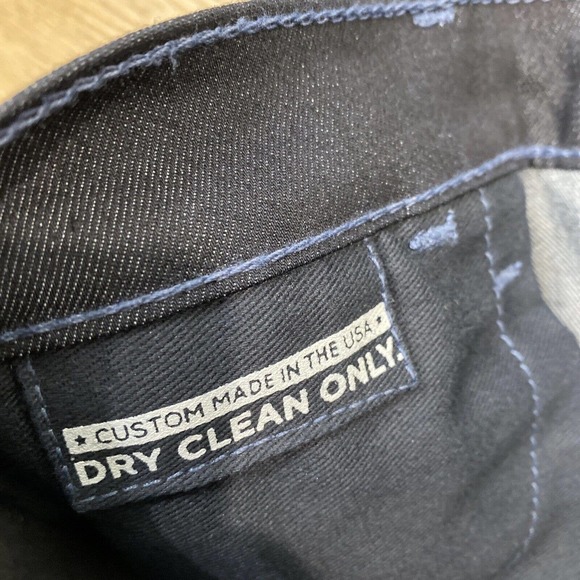 ★ CUSTOM MADE IN THE USA ★
DRY CLEAN ONLY.